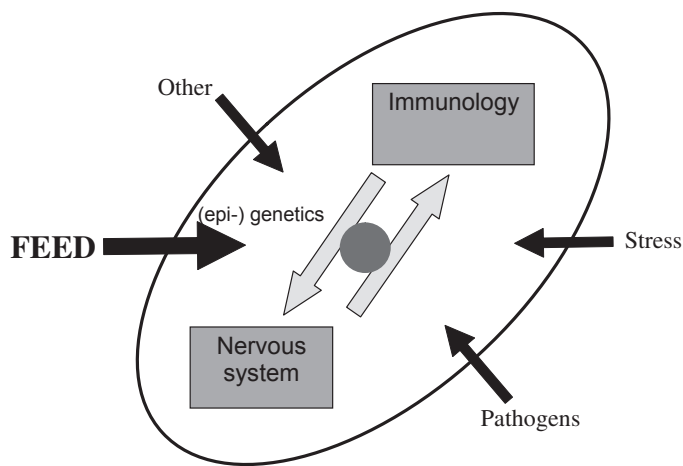 Other
Immunology
(epi-) genetics
FEED
Stress
Nervous
system
Pathogens